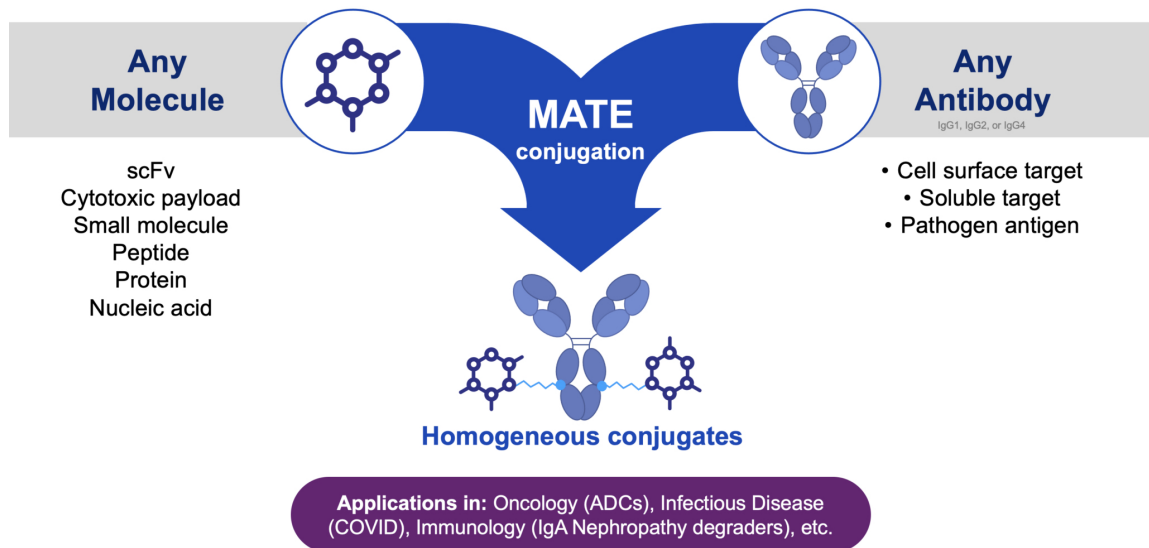 Any
Molecule
scFv
Cytotoxic payload
Small molecule
Peptide
Protein
Nucleic acid
MATE
conjugation
Any
Antibody
IgG1, IgG2, or IgG4
• Cell surface target
• Soluble target
• Pathogen antigen
Homogeneous conjugates
Applications in: Oncology (ADCs), Infectious Disease
(COVID), Immunology (IgA Nephropathy degraders), etc.